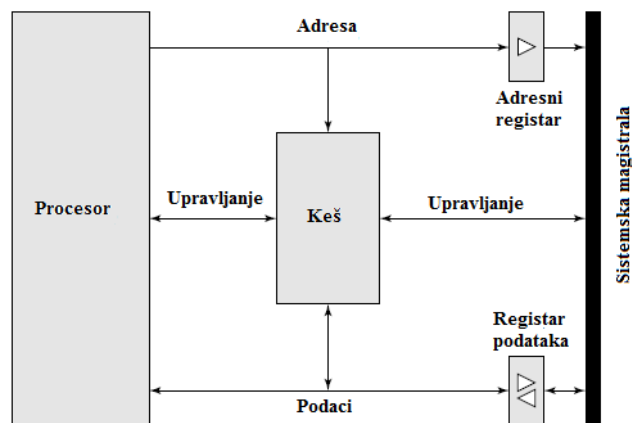 Adresa
Adresni
registar
Sistemska magistrala
Procesor
Upravljanje
Keš
Upravljanje
Registar
podataka
Podaci